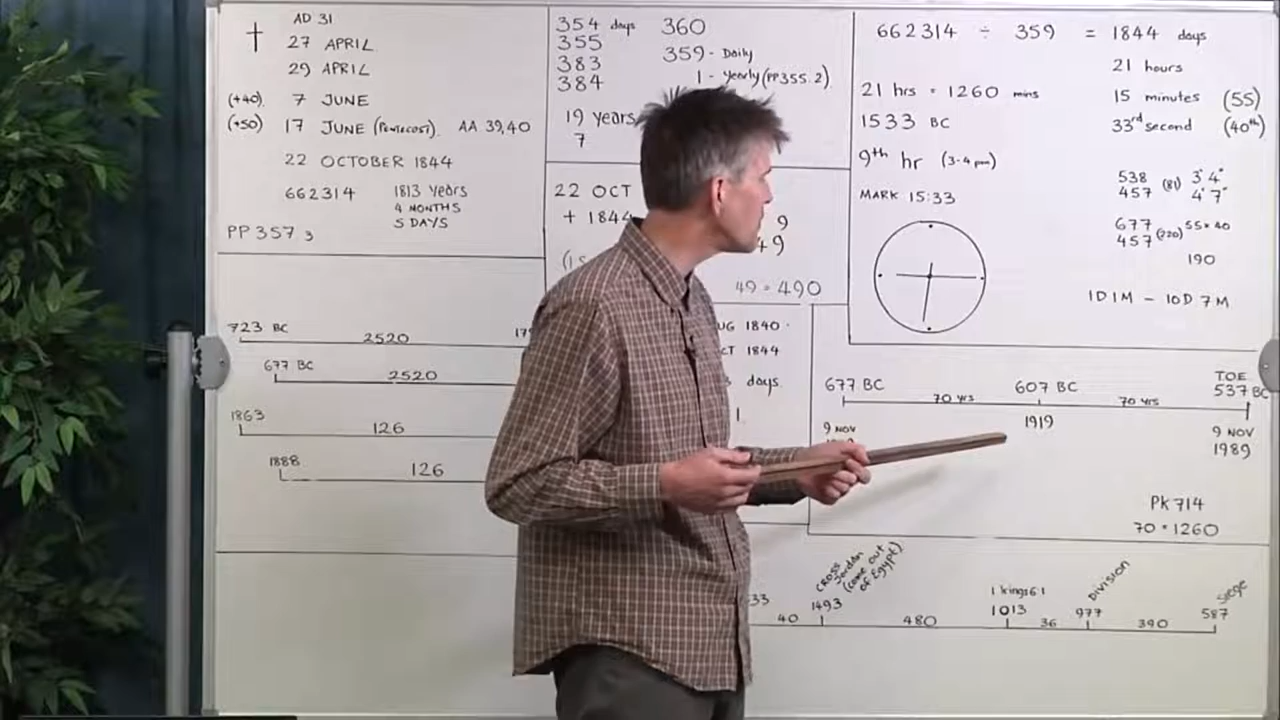 AD 31
27 APRIL
29 APRIL
(+40) 7 JUNE
(+50) 17 JUNE (PENTECOST) AA 39,40
22 OCTOBER 1844
662314 1813 years
4 MONTHS
5 DAYS
PP 357 3
354 days 360
355 359 - Daily
383 1 - Yearly (PP355.2)
384
19 years
7
22 OCT
+ 1844 9
49
49 = 490
662314 ÷ 359 = 1844 days
21 hours
21 hrs = 1260 mins 15 minutes (55)
1533 BC 33rd second (40th)
9th hr (3-4 pm)
MARK 15:33
538 (81) 3' 4"
457 4' 7"
677 (220) 55 x 40
457
190
1D 1M - 10D 7M
723 BC 2520
677 BC 2520
1863 126
1888 126
1840
1844
days
677 BC 70 yrs 607 BC 70 yrs TOE 537 BC
9 NOV 1919 9 NOV
1989
PK 714
70 = 1260
33 40 1493 CROSS Jordan (come out of Egypt) 480 1 Kings 6:1 1013 36 977 DIVISION 390 587 Siege